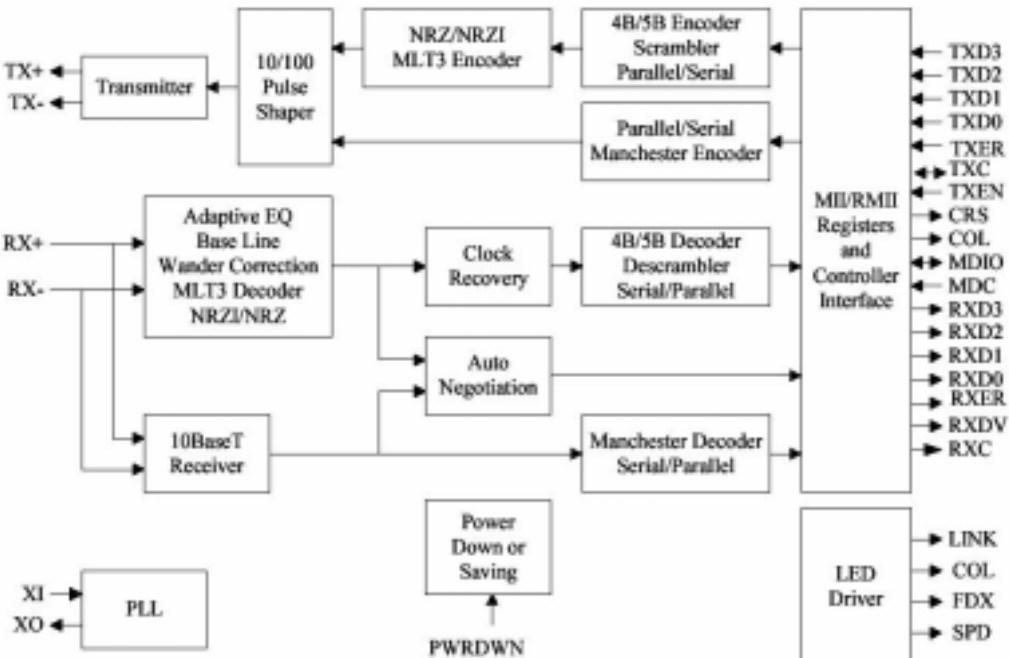 NRZ/NRZI
MLT3 Encoder
4B/5B Encoder
Scrambler
Parallel/Serial
10/100
Pulse
Shaper
TX+
TX-
Transmitter
Parallel/Serial
Manchester Encoder
TXD3
TXD2
TXD1
TXD0
TXER
TXC
TXEN
CRS
COL
MDIO
MDC
RXD3
RXD2
RXD1
RXD0
RXER
RXDV
RXC
MII/RMII
Registers
and
Controller
Interface
RX+
RX-
Adaptive EQ
Base Line
Wander Correction
MLT3 Decoder
NRZI/NRZ
Clock
Recovery
4B/5B Decoder
Descrambler
Serial/Parallel
Auto
Negotiation
10BaseT
Receiver
Manchester Decoder
Serial/Parallel
Power
Down or
Saving
PWRDWN
XI
XO
PLL
LED
Driver
LINK
COL
FDX
SPD